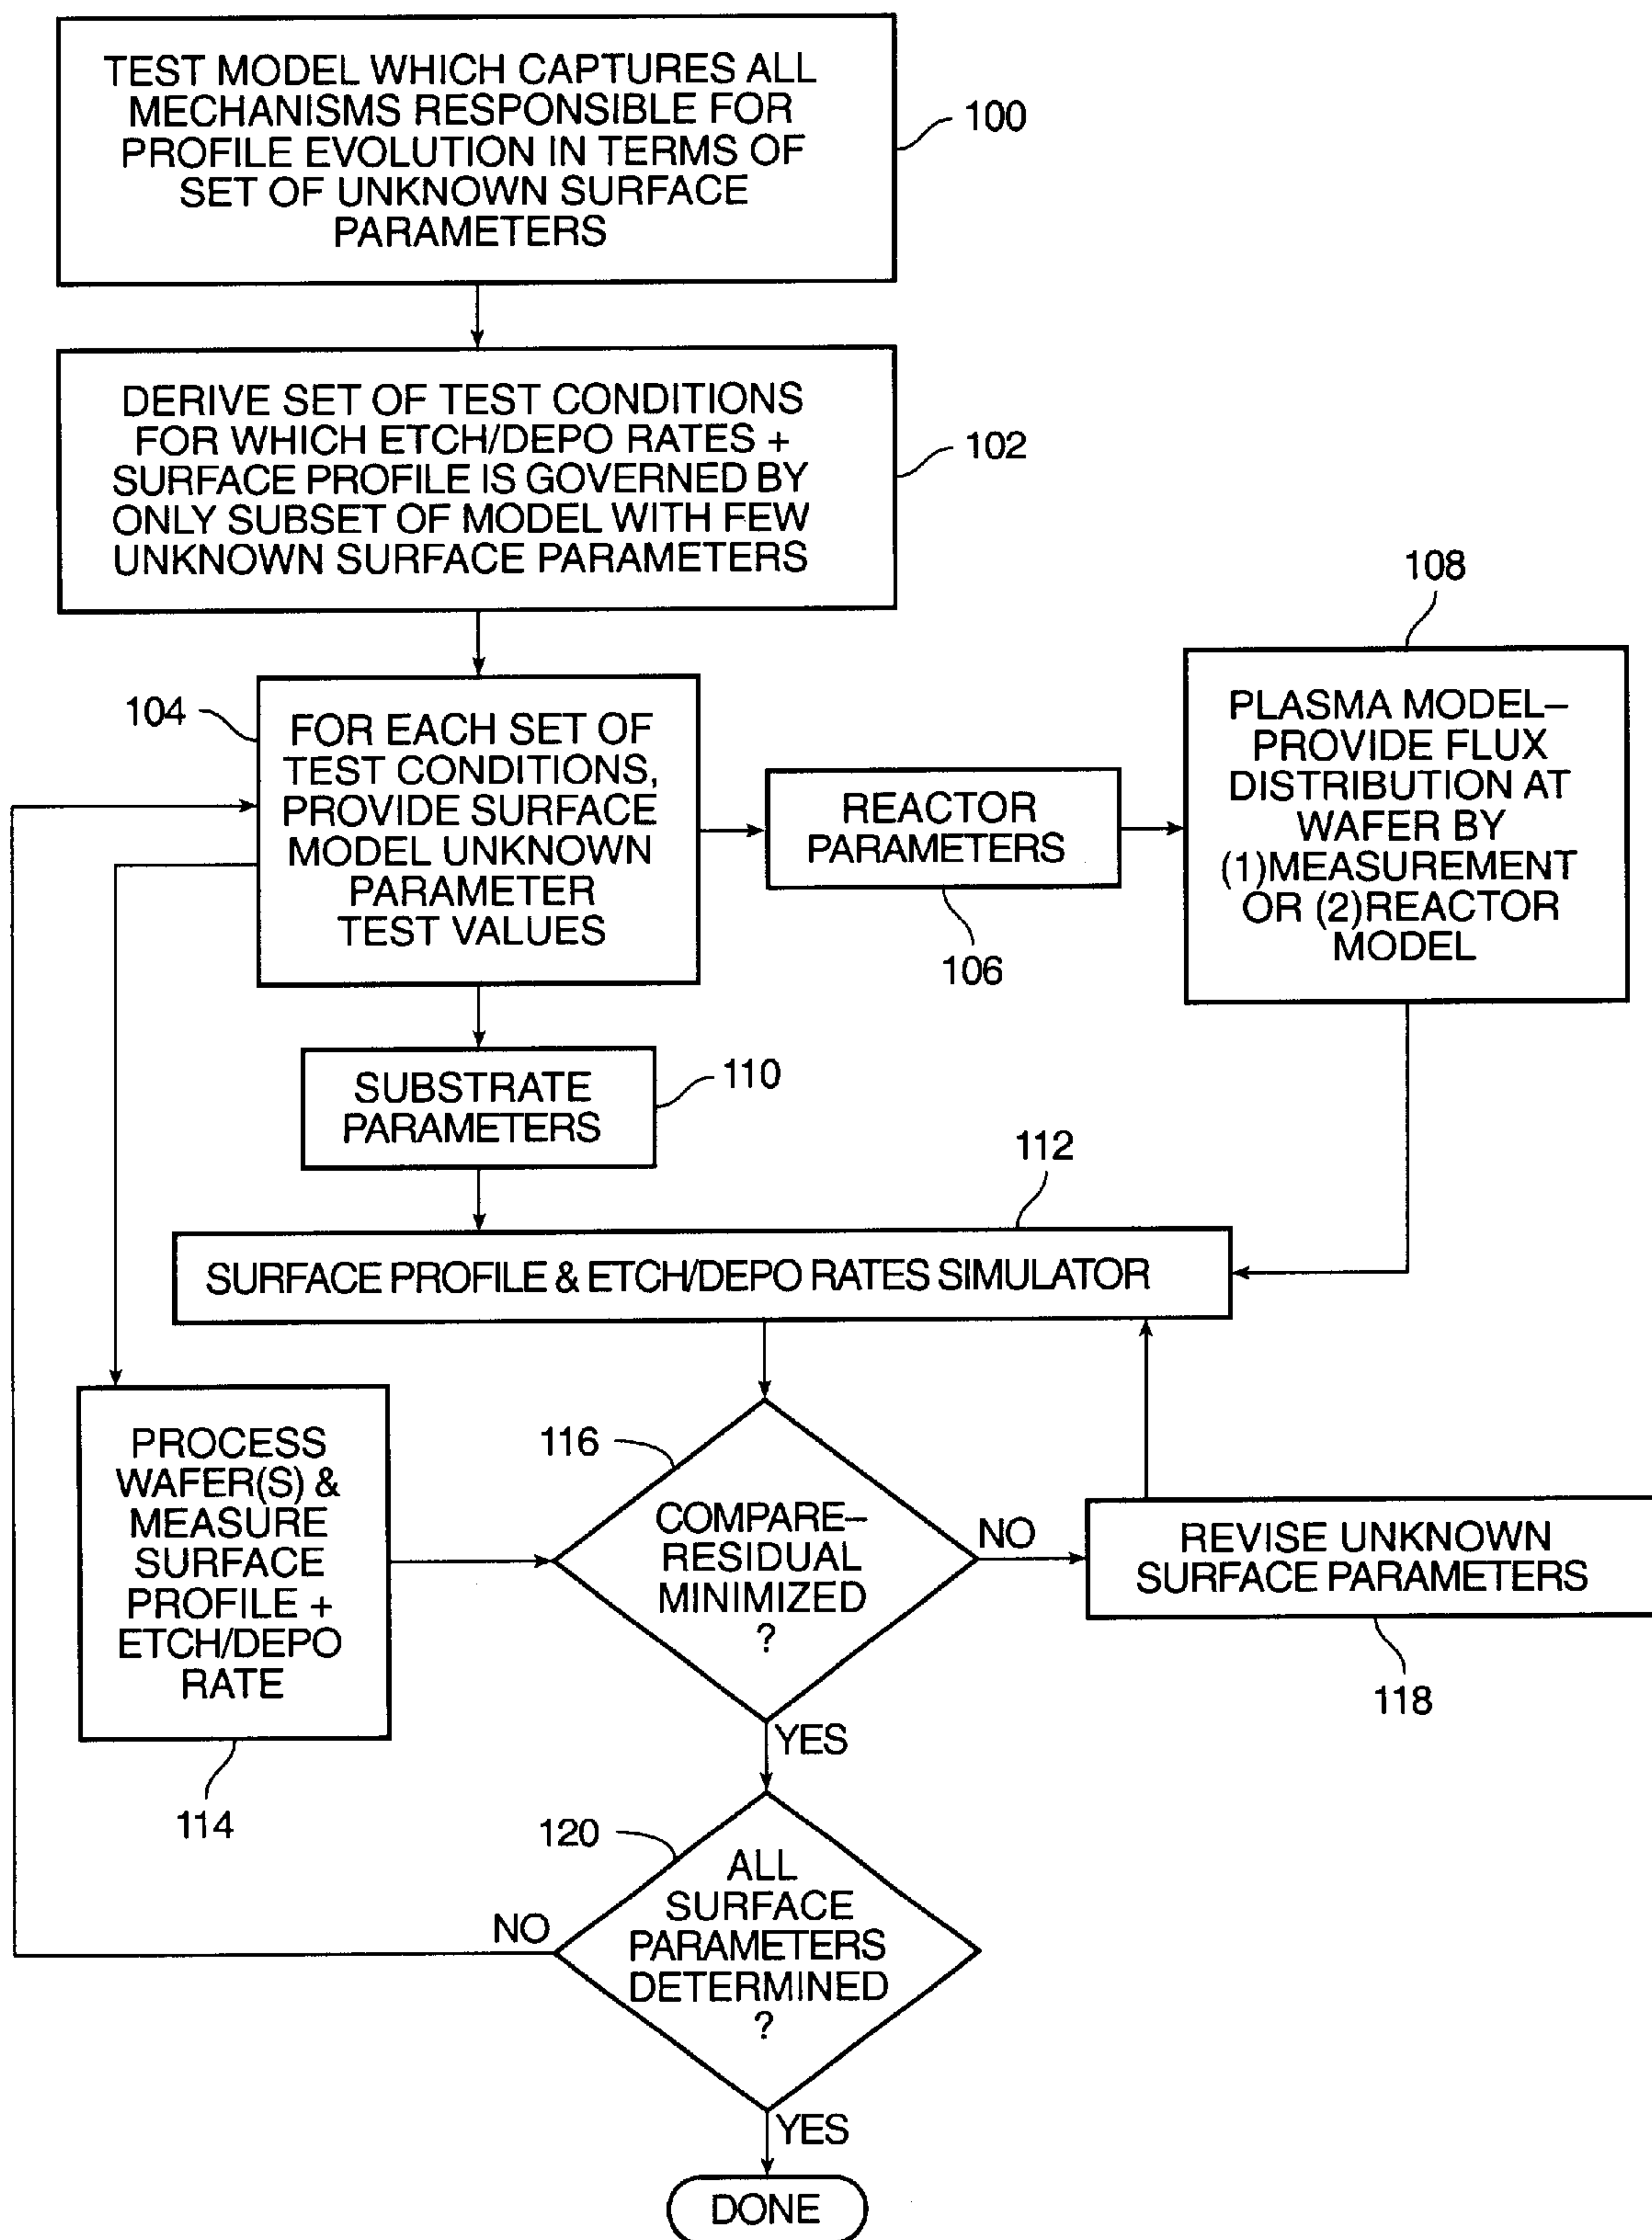 TEST MODEL WHICH CAPTURES ALL
MECHANISMS RESPONSIBLE FOR
PROFILE EVOLUTION IN TERMS OF
SET OF UNKNOWN SURFACE
PARAMETERS
100
DERIVE SET OF TEST CONDITIONS
FOR WHICH ETCH/DEPO RATES +
SURFACE PROFILE IS GOVERNED BY
ONLY SUBSET OF MODEL WITH FEW
UNKNOWN SURFACE PARAMETERS
102
104
FOR EACH SET OF
TEST CONDITIONS,
PROVIDE SURFACE
MODEL UNKNOWN
PARAMETER
TEST VALUES
REACTOR
PARAMETERS
106
108
PLASMA MODEL–
PROVIDE FLUX
DISTRIBUTION AT
WAFER BY
(1)MEASUREMENT
OR (2)REACTOR
MODEL
SUBSTRATE
PARAMETERS
110
112
SURFACE PROFILE & ETCH/DEPO RATES SIMULATOR
PROCESS
WAFER(S) &
MEASURE
SURFACE
PROFILE +
ETCH/DEPO
RATE
114
116
COMPARE–
RESIDUAL
MINIMIZED
?
NO
REVISE UNKNOWN
SURFACE PARAMETERS
118
YES
120
ALL
SURFACE
PARAMETERS
DETERMINED
?
NO
YES
DONE